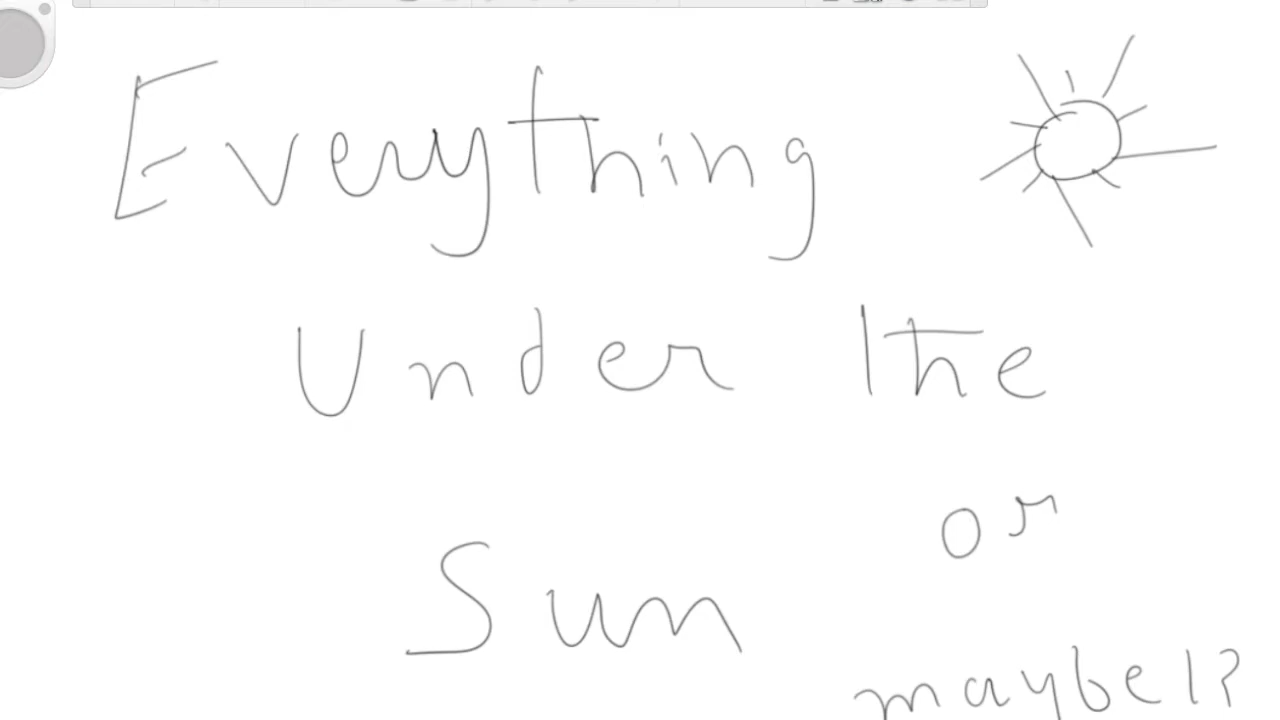 Everything
Under the
Sun
or
maybe !?